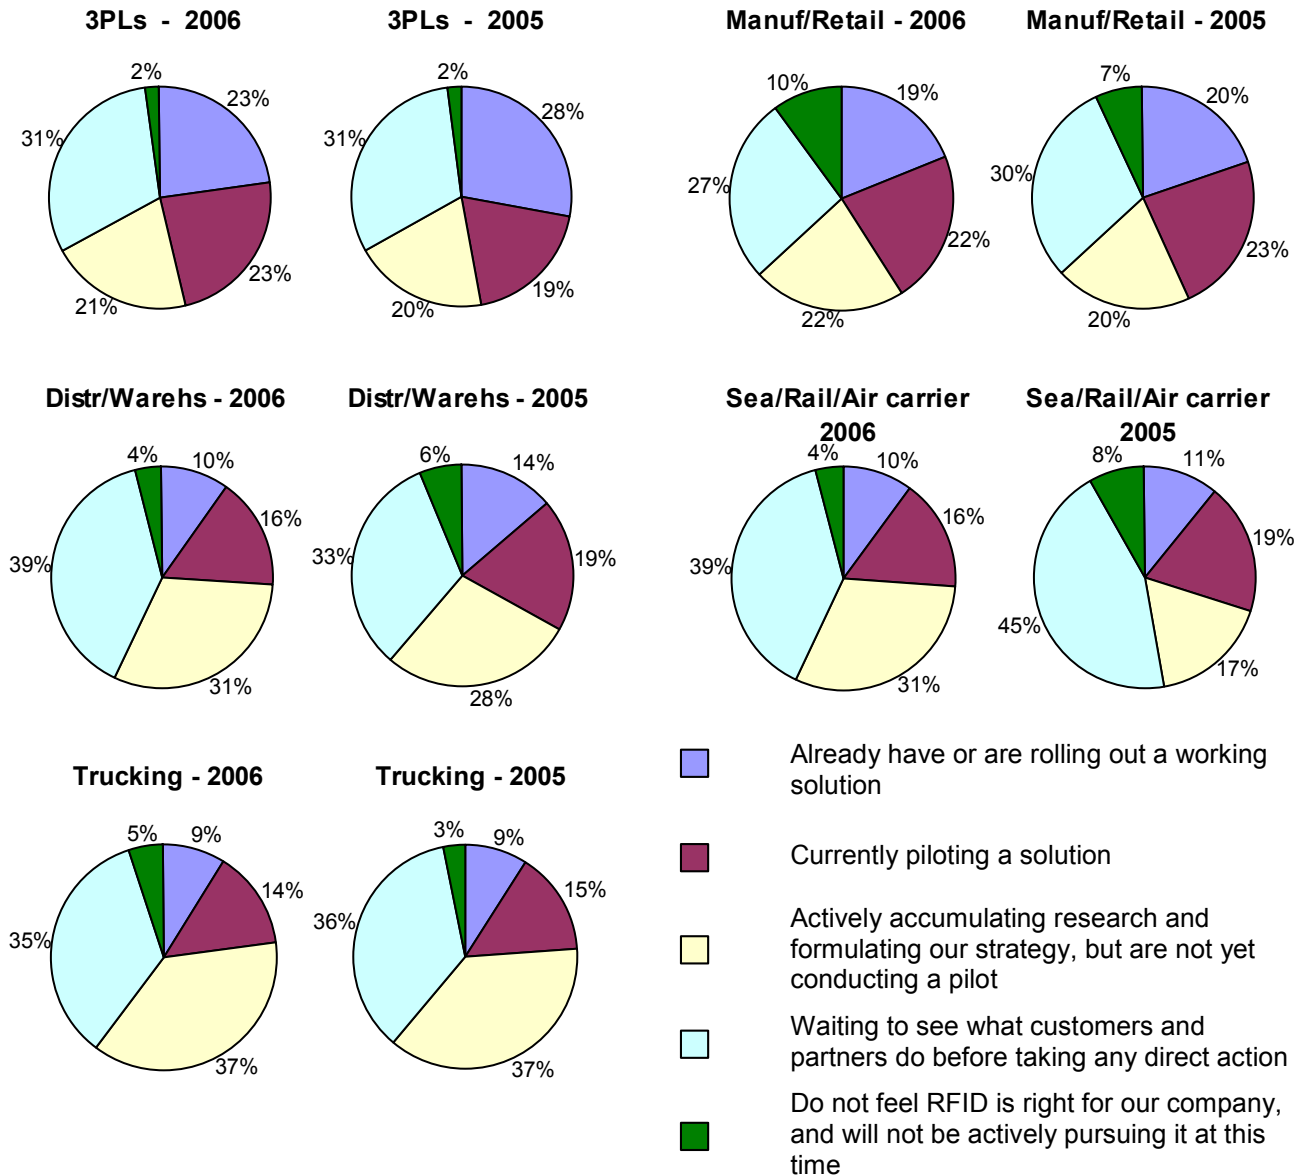 3PLs - 2006
3PLs - 2005
Manuf/Retail - 2006
Manuf/Retail - 2005
2%
23%
31%
23%
21%
2%
28%
31%
19%
20%
10%
19%
27%
22%
22%
7%
20%
30%
23%
20%
Distr/Warehs - 2006
Distr/Warehs - 2005
Sea/Rail/Air carrier
2006
Sea/Rail/Air carrier
2005
4%
10%
16%
39%
31%
6%
14%
33%
19%
28%
4%
10%
16%
39%
31%
8%
11%
19%
45%
17%
Trucking - 2006
Trucking - 2005
5%
9%
14%
35%
37%
3%
9%
15%
36%
37%
Already have or are rolling out a working
solution
Currently piloting a solution
Actively accumulating research and
formulating our strategy, but are not yet
conducting a pilot
Waiting to see what customers and
partners do before taking any direct action
Do not feel RFID is right for our company,
and will not be actively pursuing it at this
time